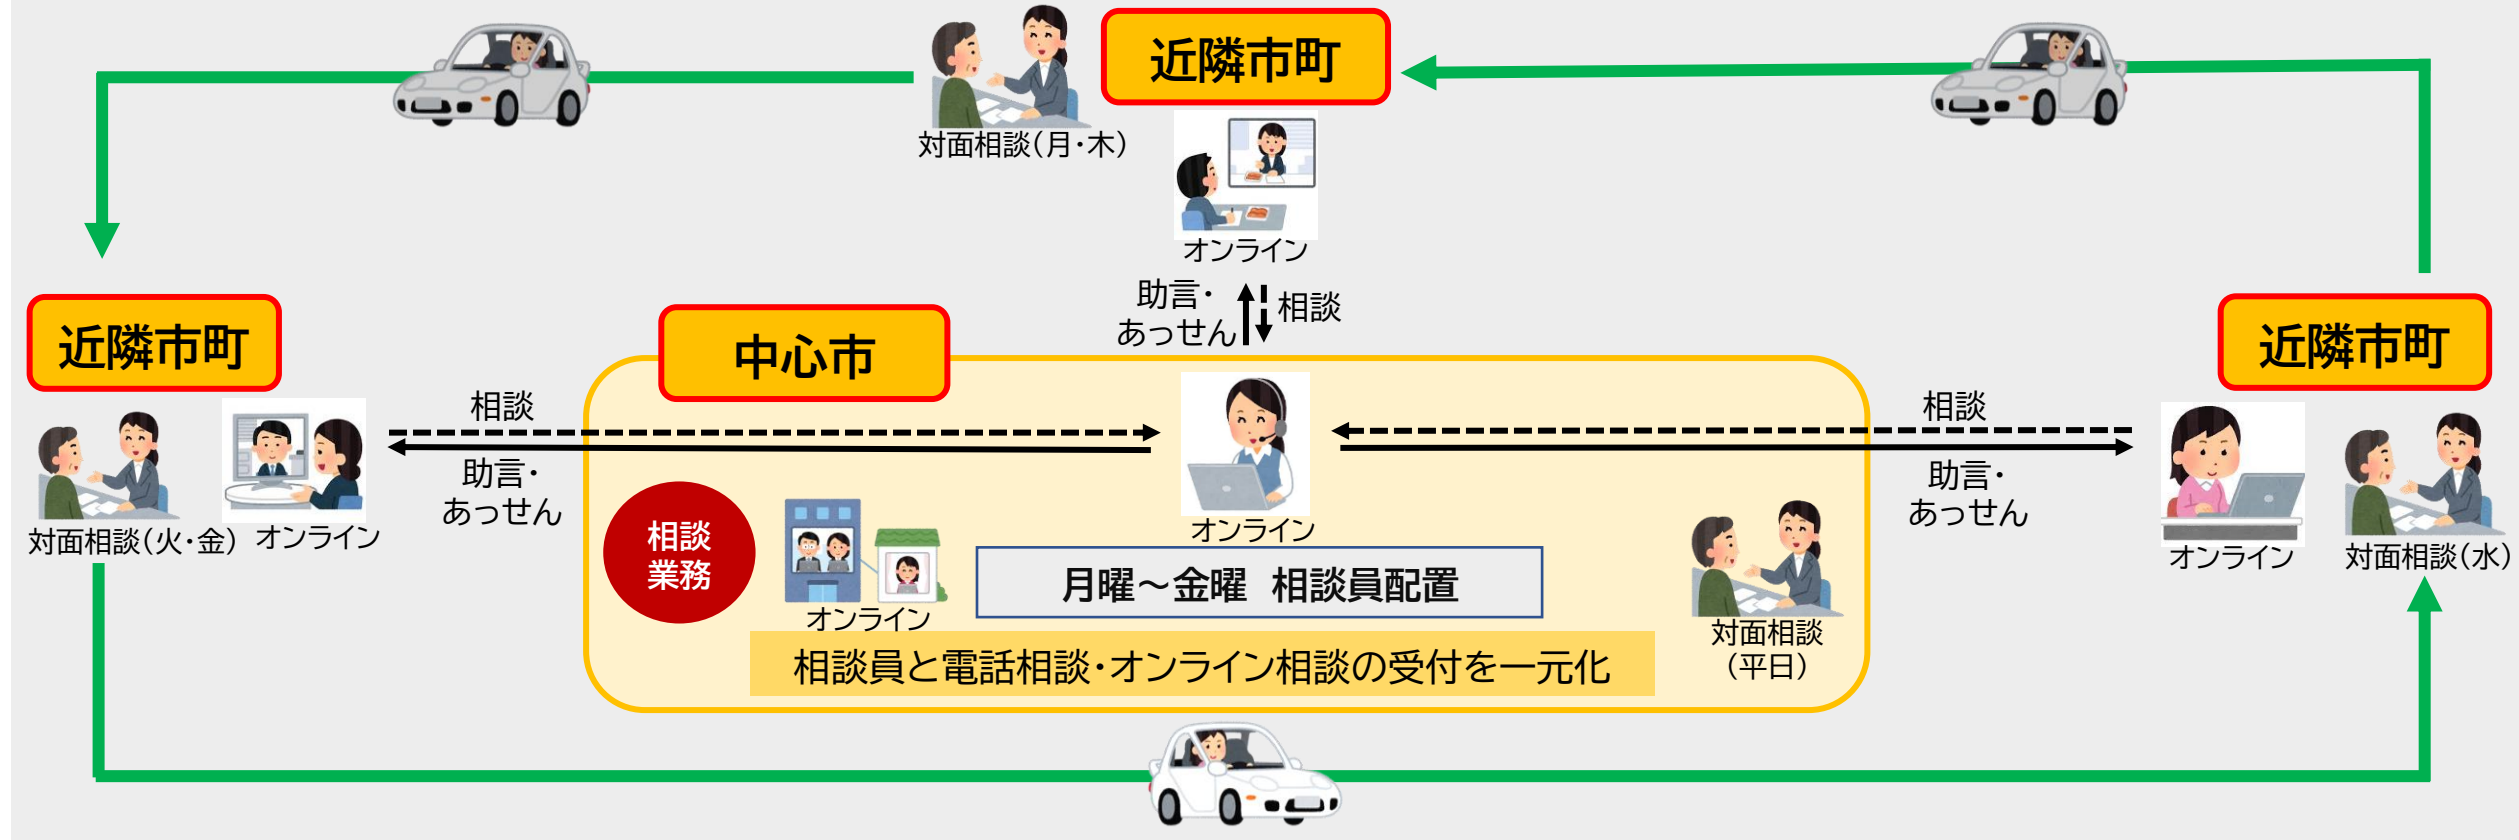 近隣市町
対面相談(月・木)
オンライン
助言・
あっせん
相談
近隣市町
対面相談(火・金)
オンライン
相談
助言・
あっせん
中心市
オンライン
相談
業務
オンライン
月曜～金曜 相談員配置
相談員と電話相談・オンライン相談の受付を一元化
対面相談
(平日)
近隣市町
相談
助言・
あっせん
オンライン
対面相談(水)